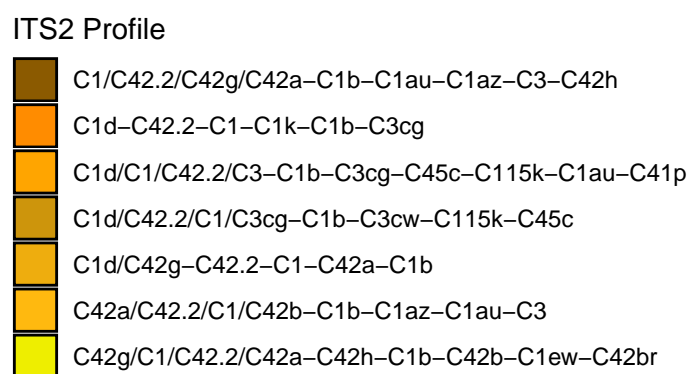 ITS2 Profile
C1/C42.2/C42g/C42a−C1b−C1au−C1az−C3−C42h
C1d−C42.2−C1−C1k−C1b−C3cg
C1d/C1/C42.2/C3−C1b−C3cg−C45c−C115k−C1au−C41p
C1d/C42.2/C1/C3cg−C1b−C3cw−C115k−C45c
C1d/C42g−C42.2−C1−C42a−C1b
C42a/C42.2/C1/C42b−C1b−C1az−C1au−C3
C42g/C1/C42.2/C42a−C42h−C1b−C42b−C1ew−C42br